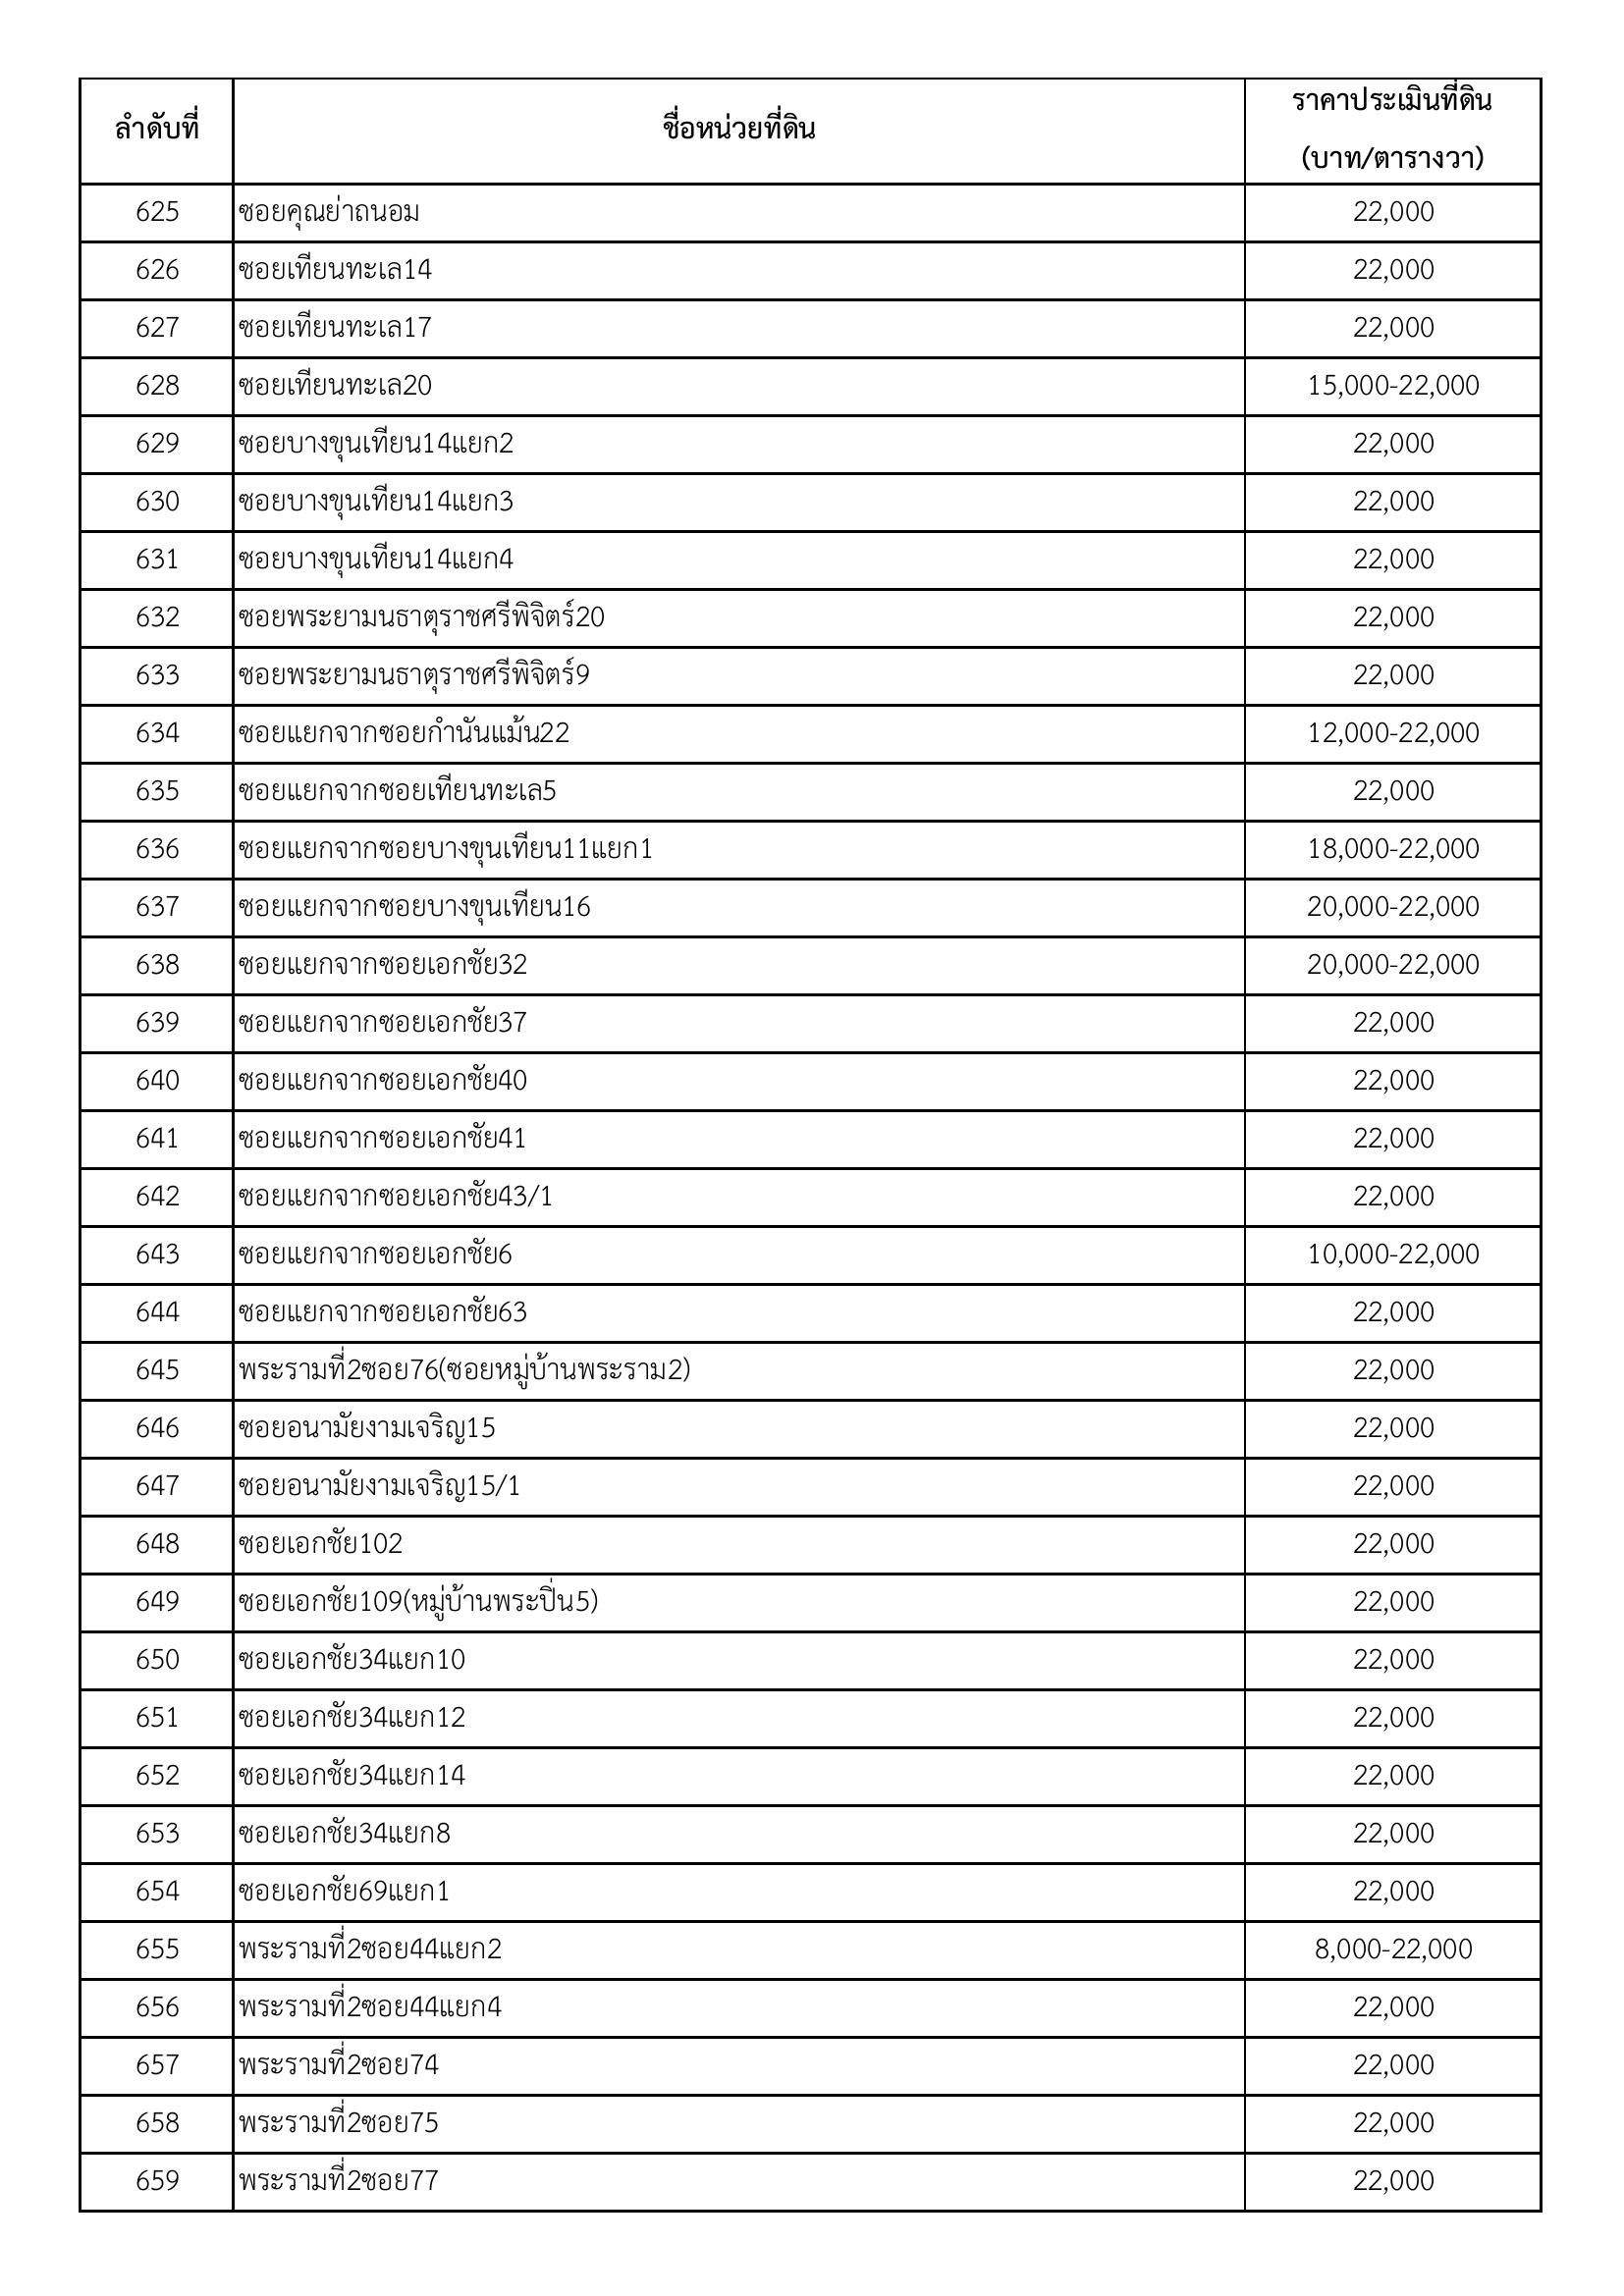 ลำดับที่ ชื่อหน่วยที่ดิน ราคาประเมินที่ดิน
(บาท/ตารางวา)
625 ซอยคุณย่าถนอม 22,000
626 ซอยเทียนทะเล14 22,000
627 ซอยเทียนทะเล17 22,000
628 ซอยเทียนทะเล20 15,000-22,000
629 ซอยบางขุนเทียน14แยก2 22,000
630 ซอยบางขุนเทียน14แยก3 22,000
631 ซอยบางขุนเทียน14แยก4 22,000
632 ซอยพระยามนธาตุราชศรีพิจิตร์20 22,000
633 ซอยพระยามนธาตุราชศรีพิจิตร์9 22,000
634 ซอยแยกจากซอยกำนันแม้น22 12,000-22,000
635 ซอยแยกจากซอยเทียนทะเล5 22,000
636 ซอยแยกจากซอยบางขุนเทียน11แยก1 18,000-22,000
637 ซอยแยกจากซอยบางขุนเทียน16 20,000-22,000
638 ซอยแยกจากซอยเอกชัย32 20,000-22,000
639 ซอยแยกจากซอยเอกชัย37 22,000
640 ซอยแยกจากซอยเอกชัย40 22,000
641 ซอยแยกจากซอยเอกชัย41 22,000
642 ซอยแยกจากซอยเอกชัย43/1 22,000
643 ซอยแยกจากซอยเอกชัย6 10,000-22,000
644 ซอยแยกจากซอยเอกชัย63 22,000
645 พระรามที่2ซอย76(ซอยหมู่บ้านพระราม2) 22,000
646 ซอยอนามัยงามเจริญ15 22,000
647 ซอยอนามัยงามเจริญ15/1 22,000
648 ซอยเอกชัย102 22,000
649 ซอยเอกชัย109(หมู่บ้านพระปิ่น5) 22,000
650 ซอยเอกชัย34แยก10 22,000
651 ซอยเอกชัย34แยก12 22,000
652 ซอยเอกชัย34แยก14 22,000
653 ซอยเอกชัย34แยก8 22,000
654 ซอยเอกชัย69แยก1 22,000
655 พระรามที่2ซอย44แยก2 8,000-22,000
656 พระรามที่2ซอย44แยก4 22,000
657 พระรามที่2ซอย74 22,000
658 พระรามที่2ซอย75 22,000
659 พระรามที่2ซอย77 22,000